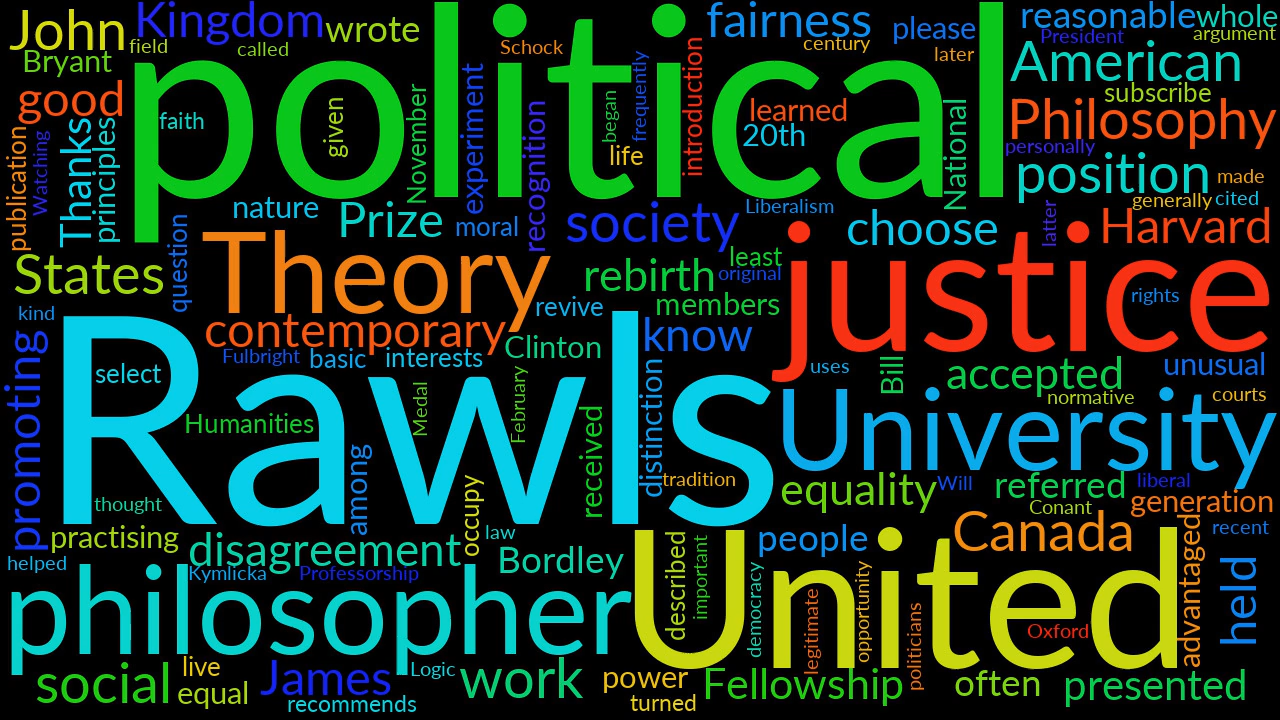 John
Kingdom
wrote
political
fairness
please
reasonable
whole
field
called
Schock
century
later
President
argument
Bryant
American
good
subscribe
faith
given
November
experiment
began
frequently
introduction
learned
20th
National
Philosophy
publication
Watching
Thanks
principles
recognition
life
personally
position
made
generally
cited
nature
Prize
moral
society
Liberalism
choose
latter
Harvard
States
question
Theory
rebirth
least
original
justice
rights
kind
revive
members
contemporary
know
promoting
Rawls
Fulbright
basic
interests
Clinton
uses
Bill
accepted
unusual
select
Medal
February
distinction
normative
courts
Humanities
received
University
among
tradition
equality
Will
referred
liberal
generation
thought
occupy
Conant
practising
law
disagreement
Bordley
people
Canada
recent
helped
philosopher
Kymlicka
Professorship
United
described
important
democracy
legitimate
opportunity
politicians
Oxford
advantaged
held
social
live
equal
James
Logic
work
power
Fellowship
often
presented
recommends
turned